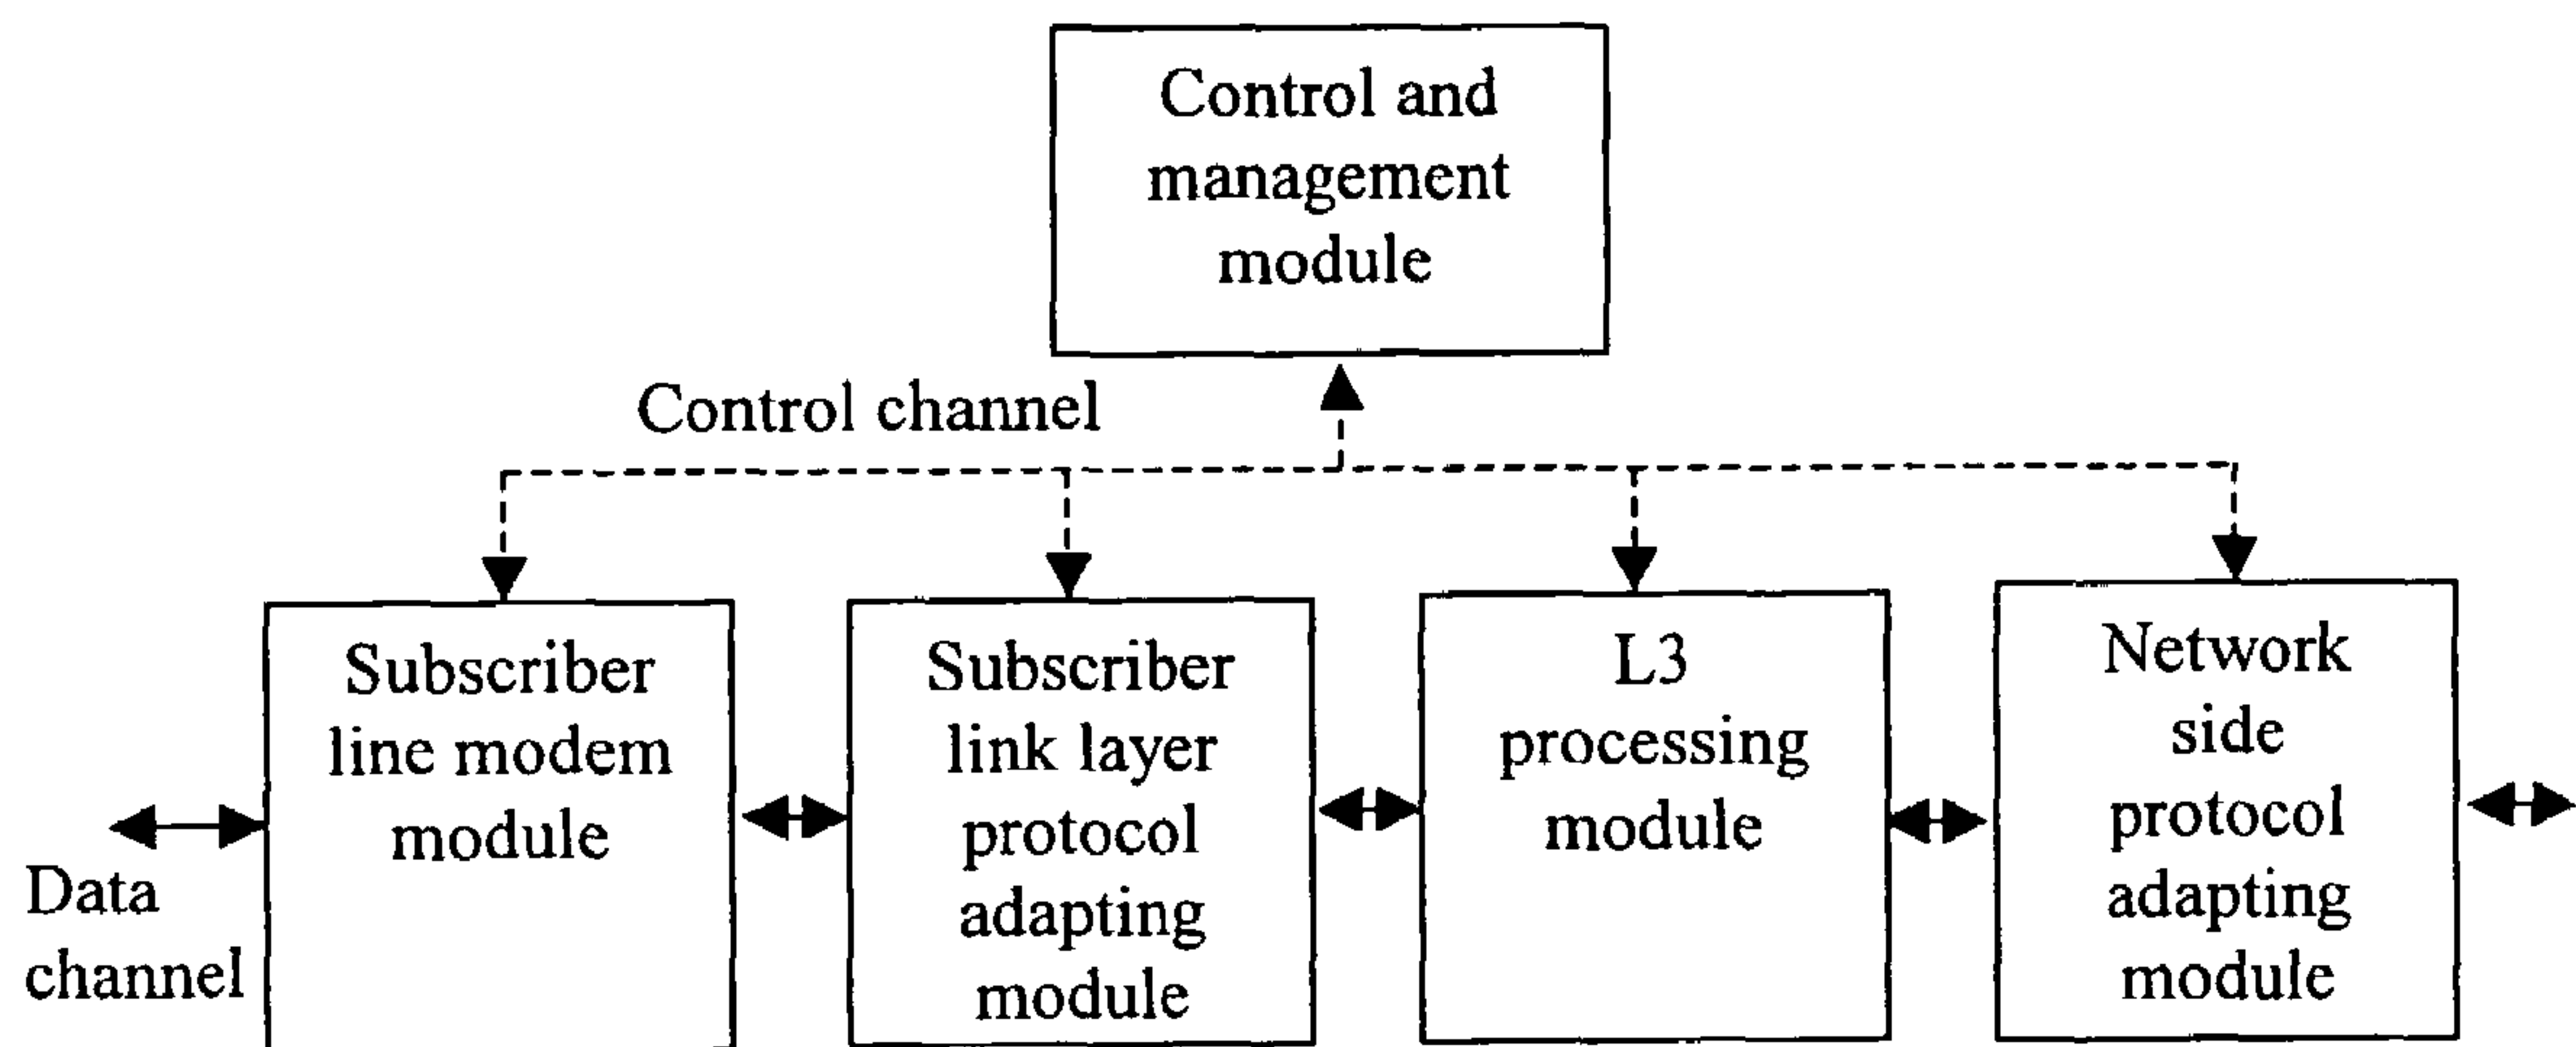 Control and
management
module
Control channel
Subscriber
line modem
module
Subscriber
link layer
protocol
adapting
module
L3
processing
module
Network
side
protocol
adapting
module
Data
channel